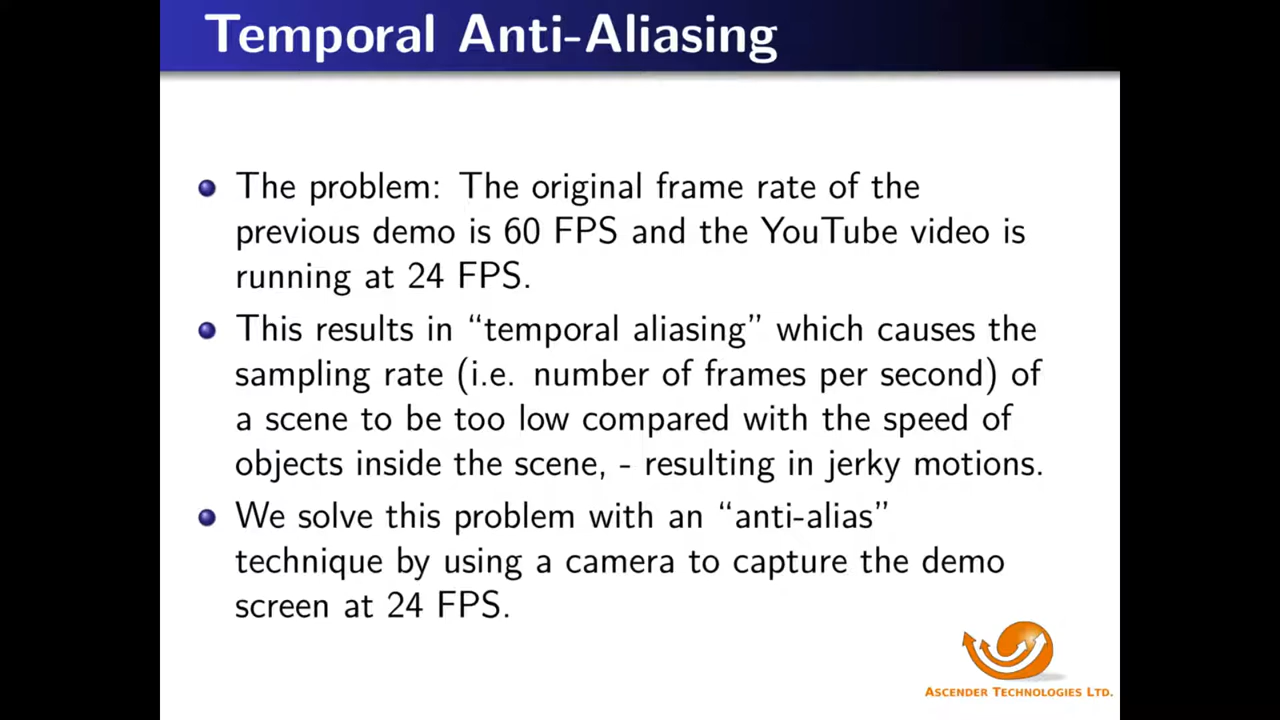 Temporal Anti-Aliasing
The problem: The original frame rate of the
previous demo is 60 FPS and the YouTube video is
running at 24 FPS.
This results in “temporal aliasing” which causes the
sampling rate (i.e. number of frames per second) of
a scene to be too low compared with the speed of
objects inside the scene, - resulting in jerky motions.
We solve this problem with an “anti-alias”
technique by using a camera to capture the demo
screen at 24 FPS.
ASCENDER TECHNOLOGIES LTD.